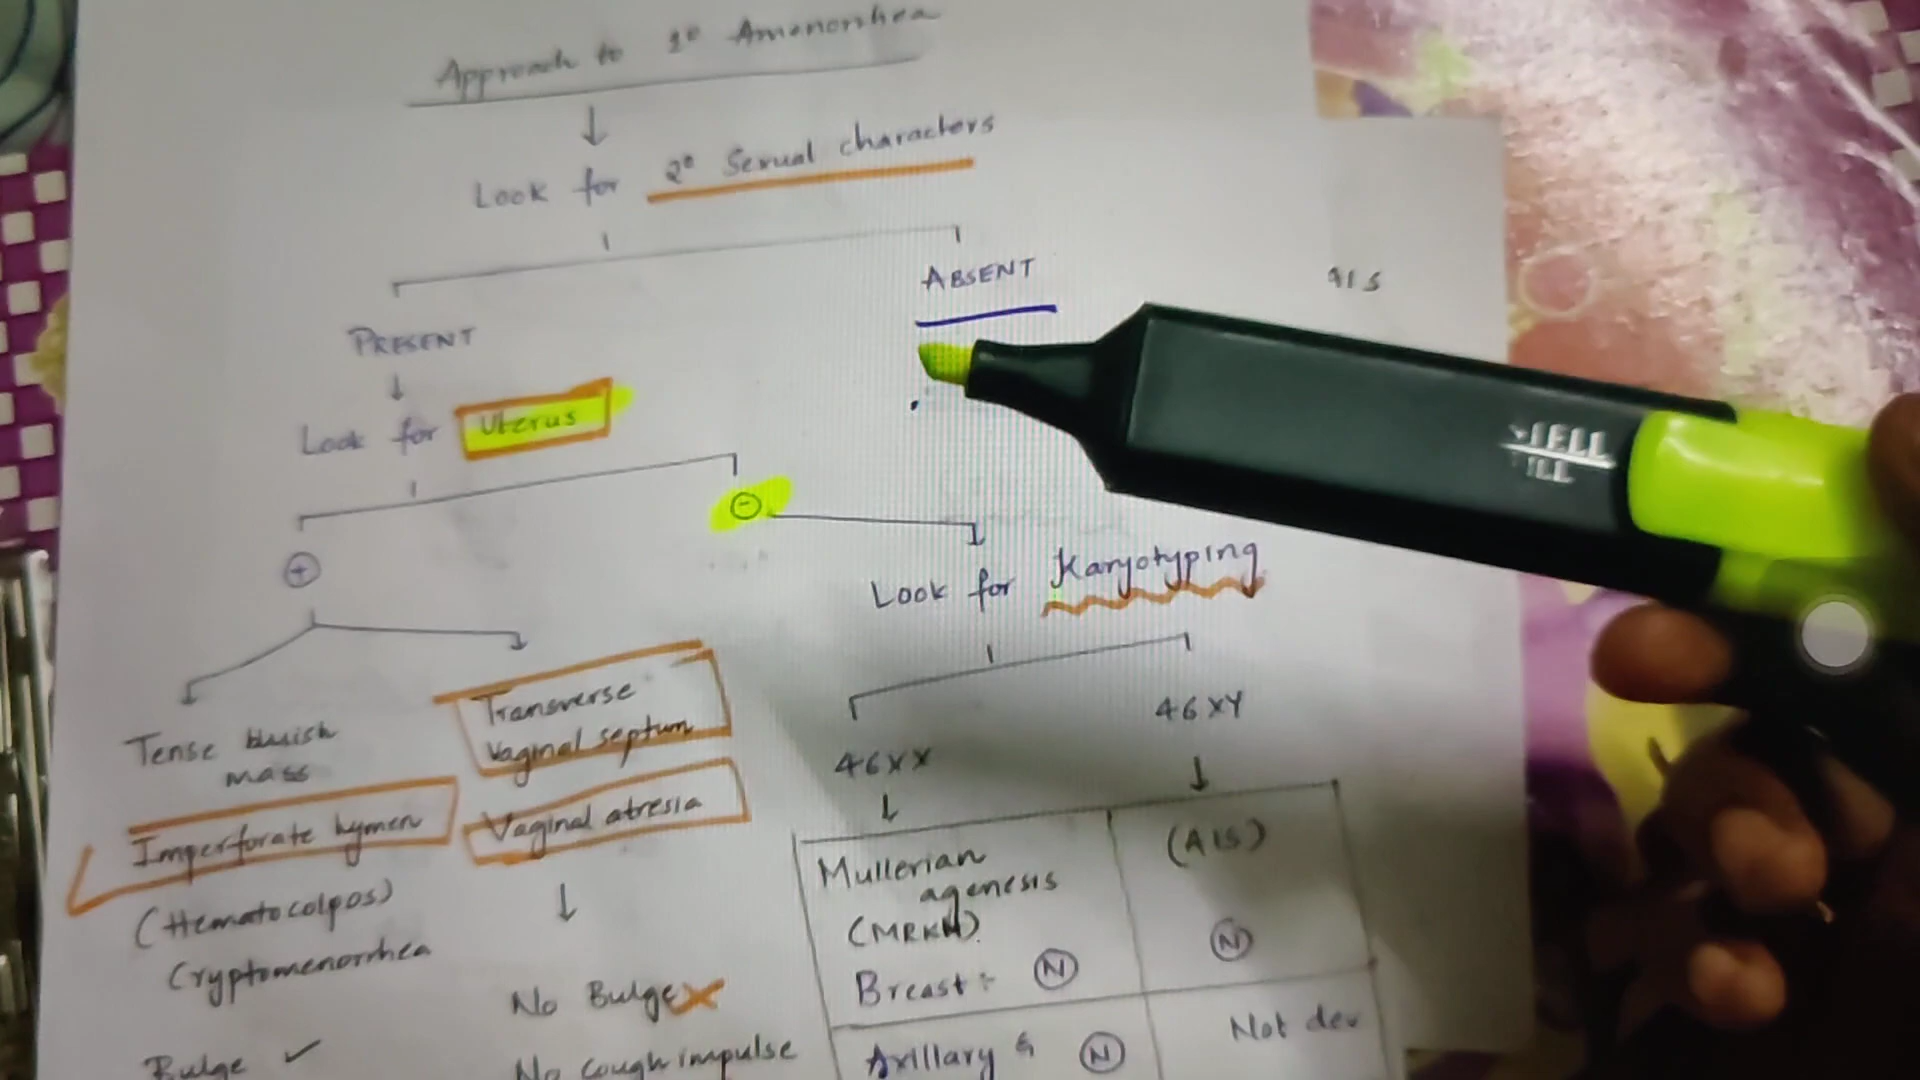 Approach to 1° Amenorrhea
Look for 2° Sexual characters
ABSENT
PRESENT
Look for Uterus
Look for Karyotyping
46XX
46XY
Tense bluish
mass
Imperforate hymen
(Hematocolpos)
Cryptomenorrhea
Bulge ✓
Transverse
vaginal septum
Vaginal atresia
No Bulge X
No cough impulse
Mullerian
agenesis
(MRKH).
Breast :- N
(AIS)
N
Axillary & N
Not dev
AIS